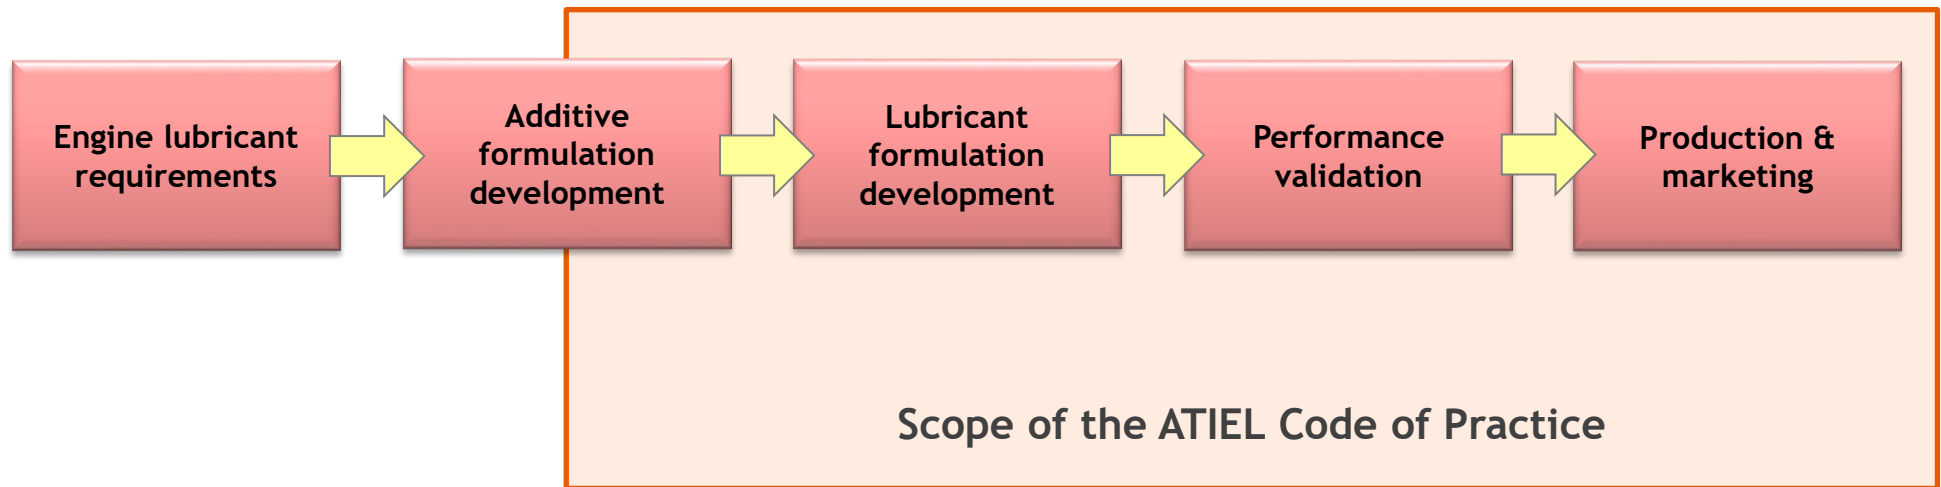 Engine lubricant
requirements
Additive
formulation
development
Lubricant
formulation
development
Performance
validation
Production &
marketing
Scope of the ATIEL Code of Practice